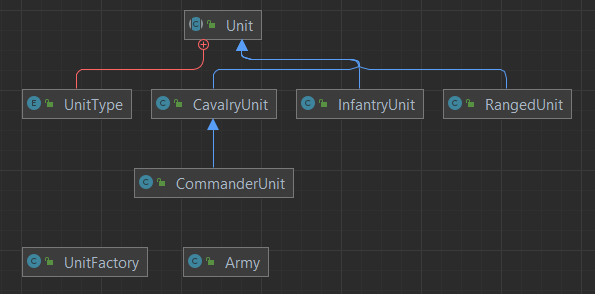 C Unit
E UnitType
C CavalryUnit
C InfantryUnit
C RangedUnit
C CommanderUnit
C UnitFactory
C Army